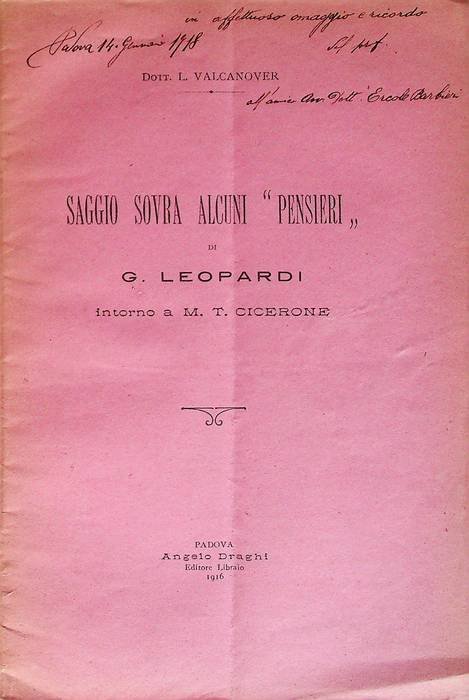 in affettuoso omaggio e ricordo
Padova 14 Gennaio 1918
DOTT. L. VALCANOVER
all'amico Avv. Dott. Ercole Barbieri
SAGGIO SOVRA ALCUNI “ PENSIERI „
DI
G. LEOPARDI
intorno a M. T. CICERONE
PADOVA
Angelo Draghi
Editore Libraio
1916